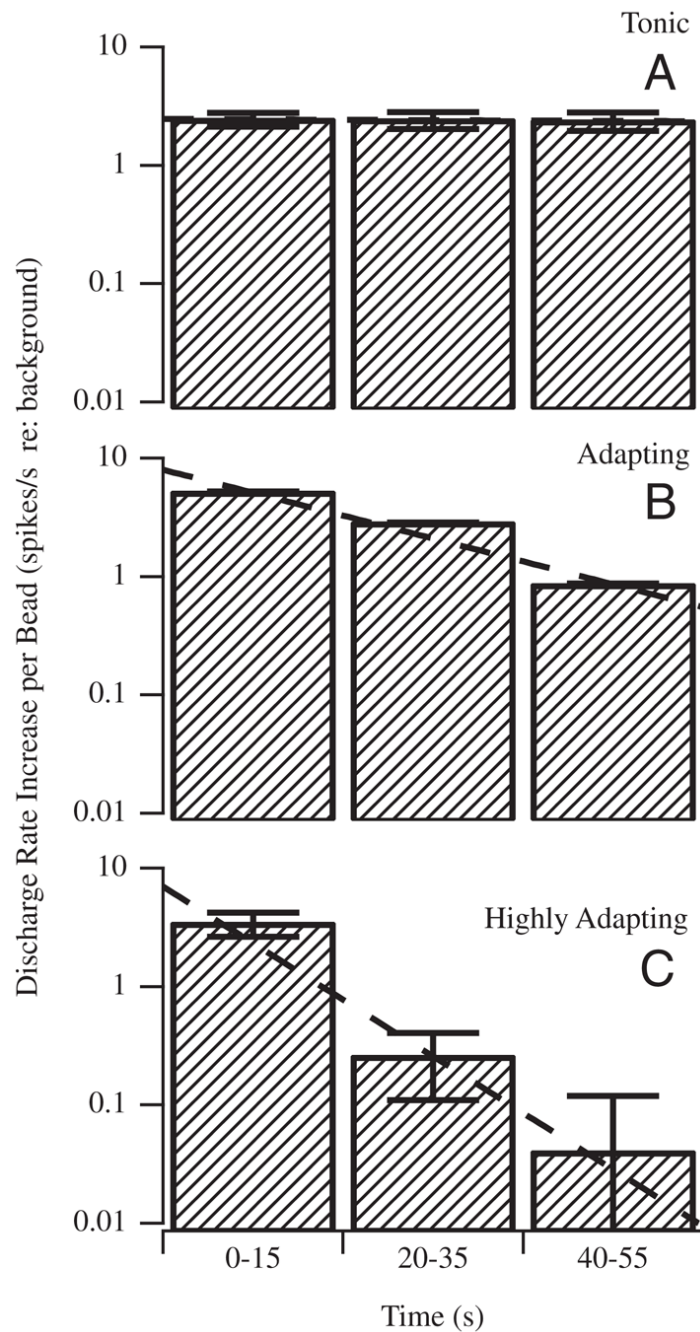 Tonic
A
10
1
0.1
0.01
Adapting
B
10
1
0.1
0.01
Highly Adapting
C
10
1
0.1
0.01
Discharge Rate Increase per Bead (spikes/s re: background)
0-15 20-35 40-55
Time (s)